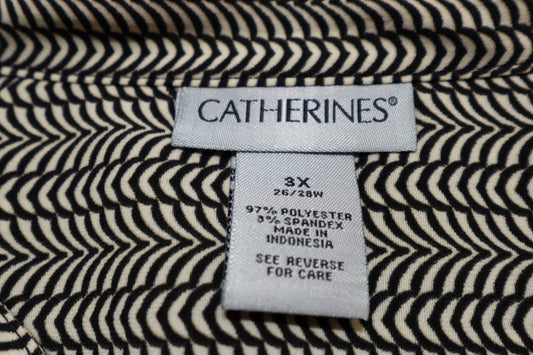 CATHERINES®
3X
26/28W
97% POLYESTER
3% SPANDEX
MADE IN
INDONESIA
SEE REVERSE
FOR CARE